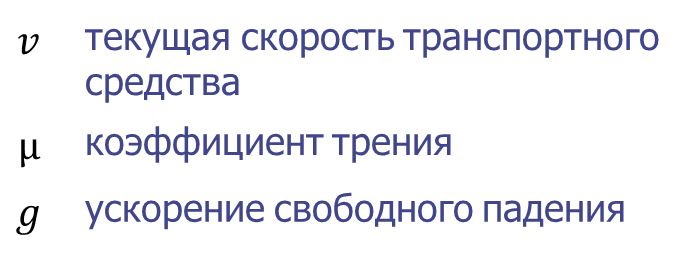 v текущая скорость транспортного
средства
μ коэффициент трения
g ускорение свободного падения